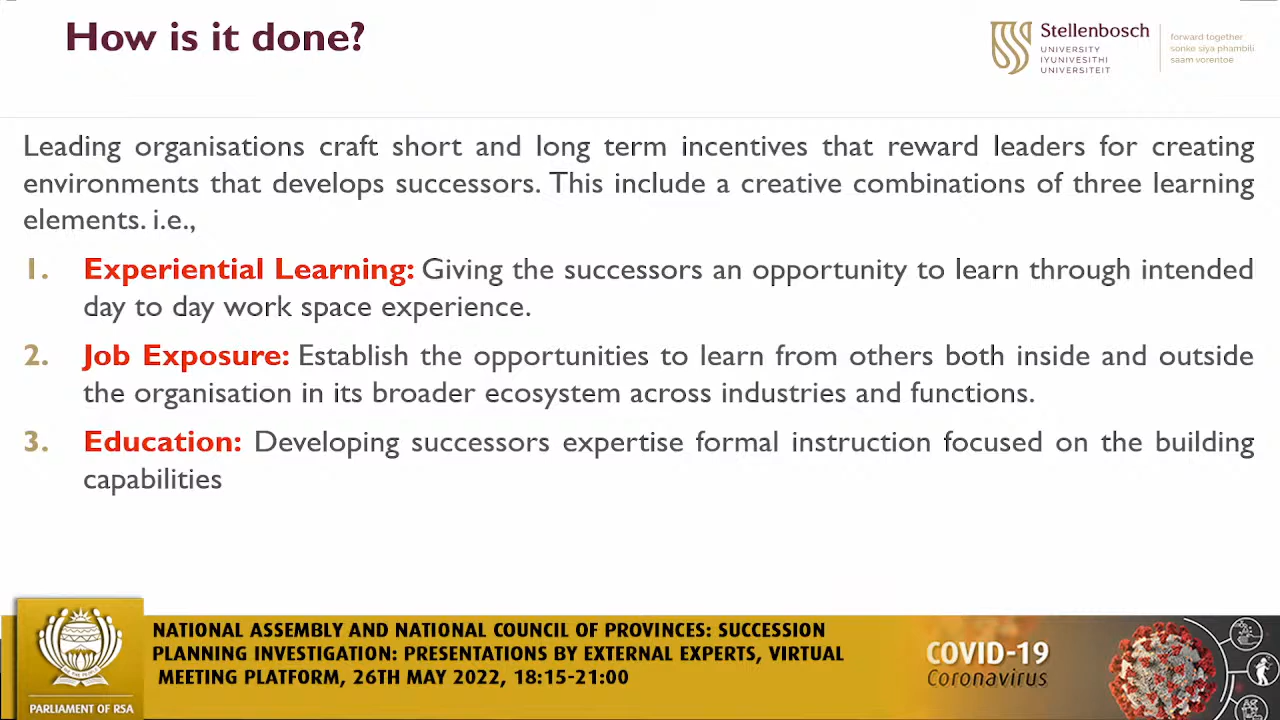 How is it done?
Stellenbosch
UNIVERSITY
IYUNIVESITHI
UNIVERSITEIT
forward together
sonke siya phambili
saam vorentoe
Leading organisations craft short and long term incentives that reward leaders for creating
environments that develops successors. This include a creative combinations of three learning
elements. i.e.,
1. Experiential Learning: Giving the successors an opportunity to learn through intended
day to day work space experience.
2. Job Exposure: Establish the opportunities to learn from others both inside and outside
the organisation in its broader ecosystem across industries and functions.
3. Education: Developing successors expertise formal instruction focused on the building
capabilities
NATIONAL ASSEMBLY AND NATIONAL COUNCIL OF PROVINCES: SUCCESSION
PLANNING INVESTIGATION: PRESENTATIONS BY EXTERNAL EXPERTS, VIRTUAL
MEETING PLATFORM, 26TH MAY 2022, 18:15-21:00
PARLIAMENT OF RSA
COVID-19
Coronavirus